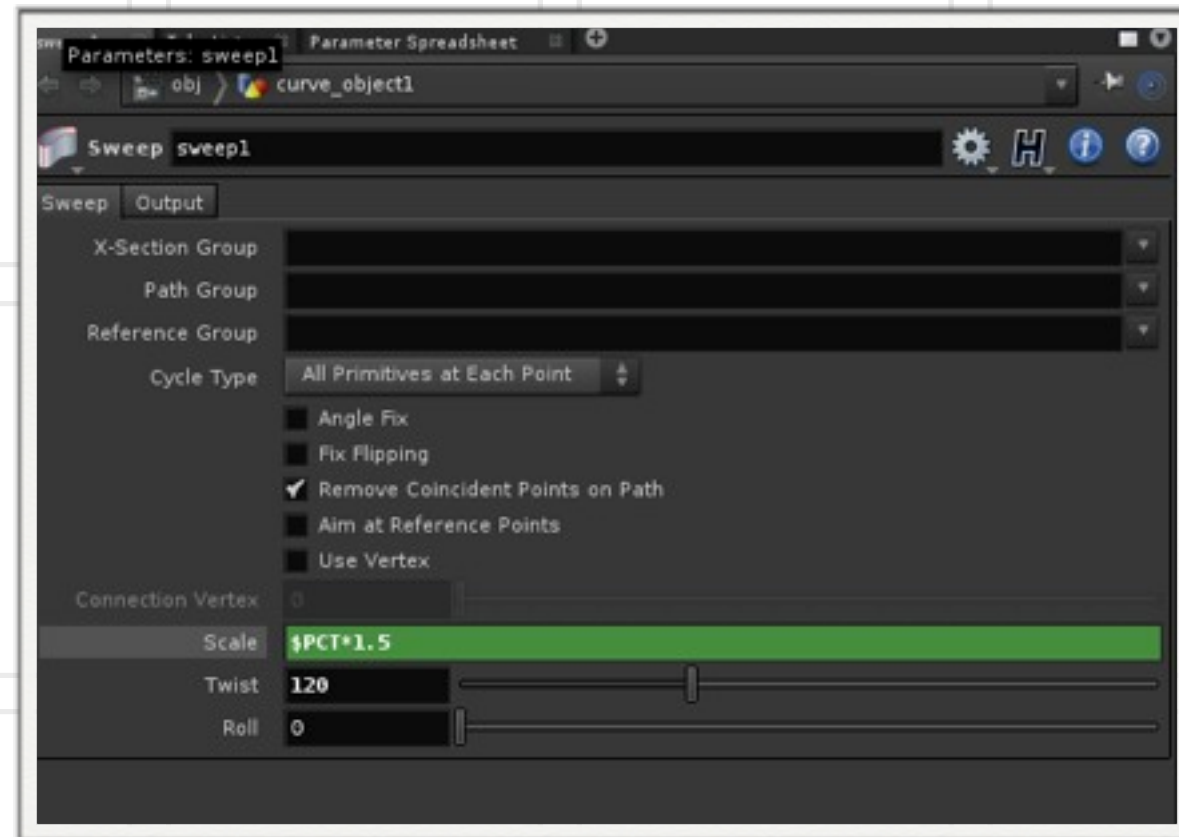 Parameter Spreadsheet
Parameters: sweep1
obj curve_object1
Sweep sweep1
Sweep Output
X-Section Group
Path Group
Reference Group
Cycle Type All Primitives at Each Point
Angle Fix
Fix Flipping
Remove Coincident Points on Path
Aim at Reference Points
Use Vertex
Connection Vertex 0
Scale $PCT*1.5
Twist 120
Roll 0